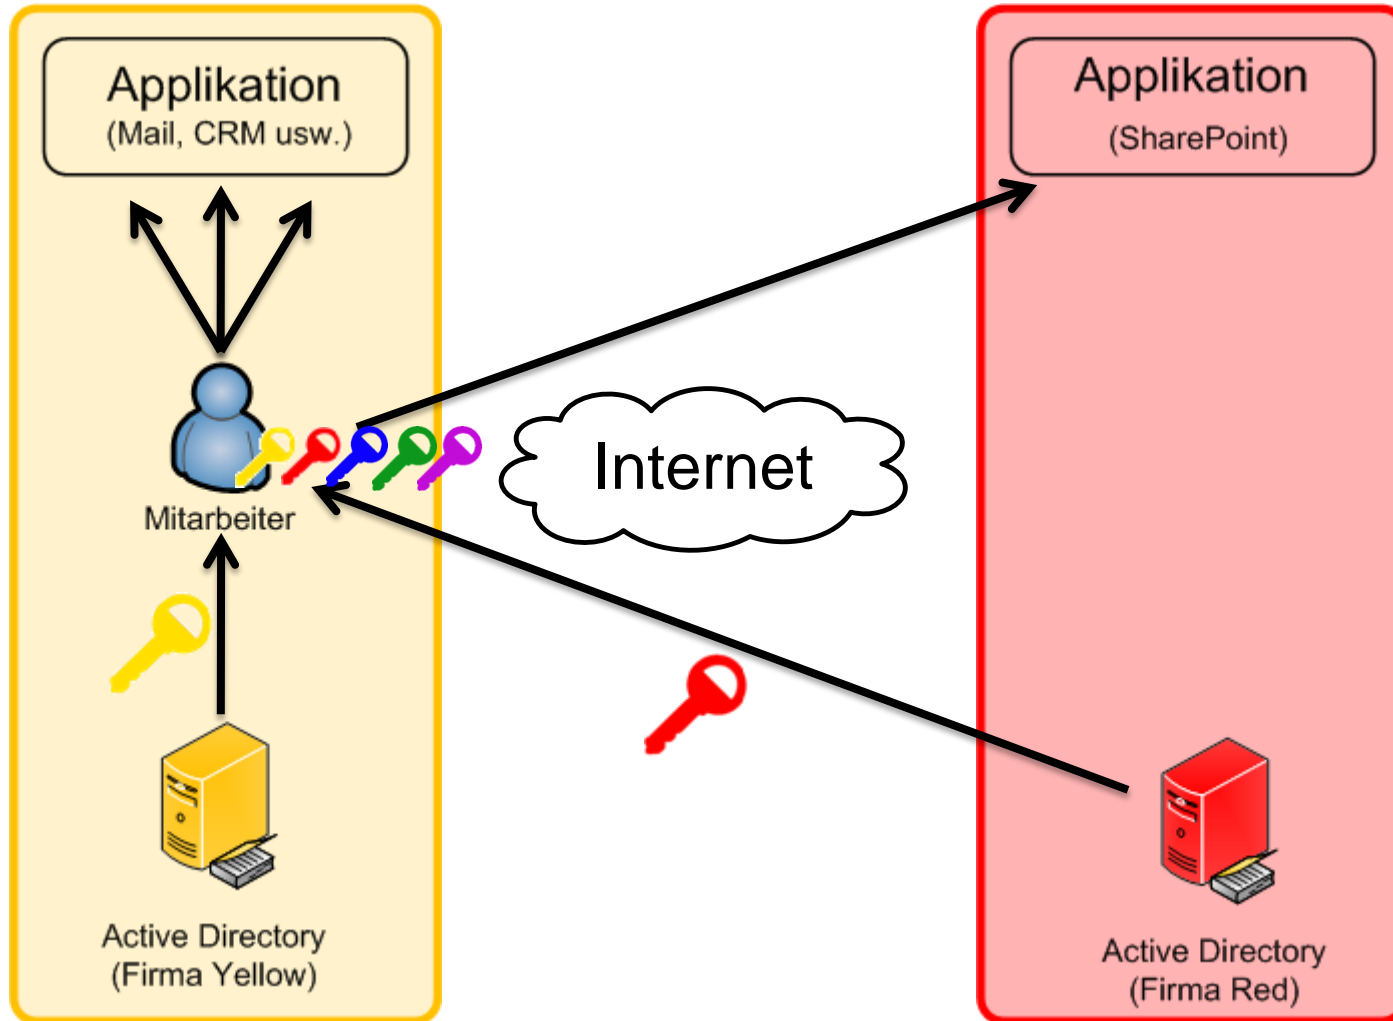 Applikation
(Mail, CRM usw.)
Applikation
(SharePoint)
Internet
Mitarbeiter
Active Directory
(Firma Yellow)
Active Directory
(Firma Red)